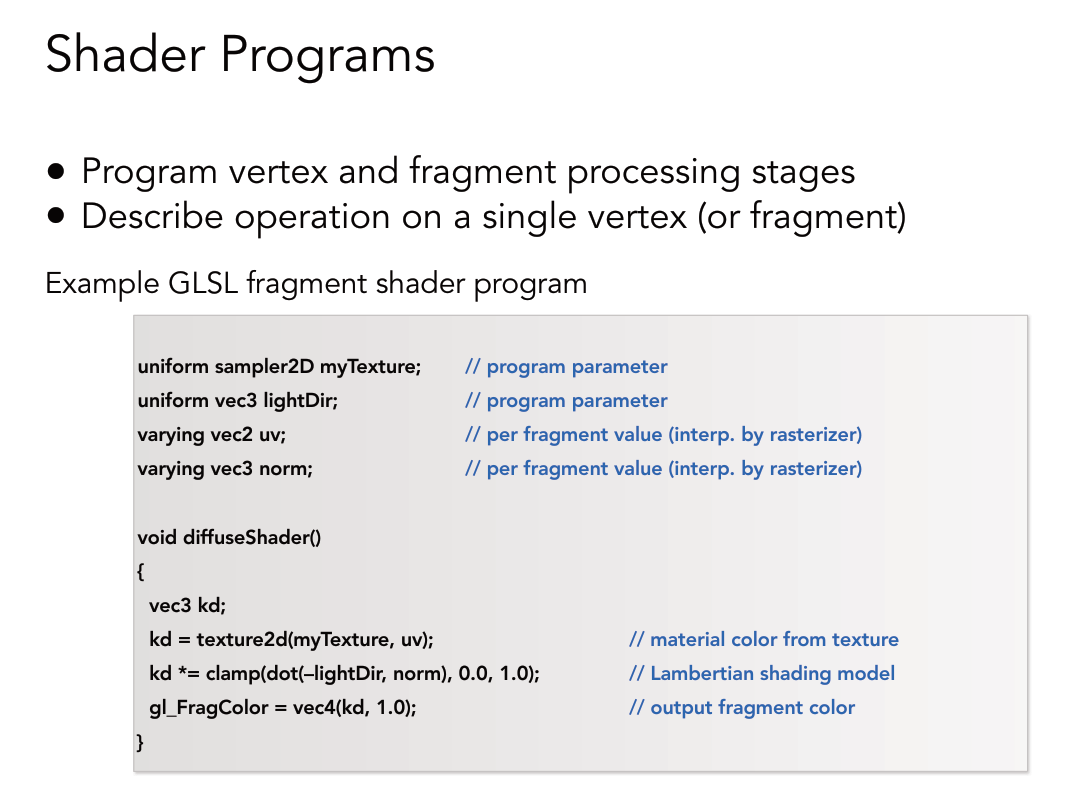 Shader Programs
• Program vertex and fragment processing stages
• Describe operation on a single vertex (or fragment)
Example GLSL fragment shader program
uniform sampler2D myTexture; // program parameter
uniform vec3 lightDir; // program parameter
varying vec2 uv; // per fragment value (interp. by rasterizer)
varying vec3 norm; // per fragment value (interp. by rasterizer)
void diffuseShader()
{
vec3 kd;
kd = texture2d(myTexture, uv); // material color from texture
kd *= clamp(dot(–lightDir, norm), 0.0, 1.0); // Lambertian shading model
gl_FragColor = vec4(kd, 1.0); // output fragment color
}